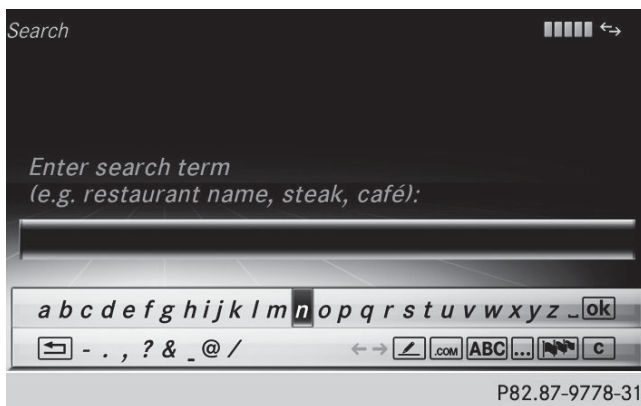 Search
Enter search term
(e.g. restaurant name, steak, café):
a b c d e f g h i j k l m n o p q r s t u v w x y z _ ok
- . , ? & _ @ / ←→ .COM ABC ... C
P82.87-9778-31